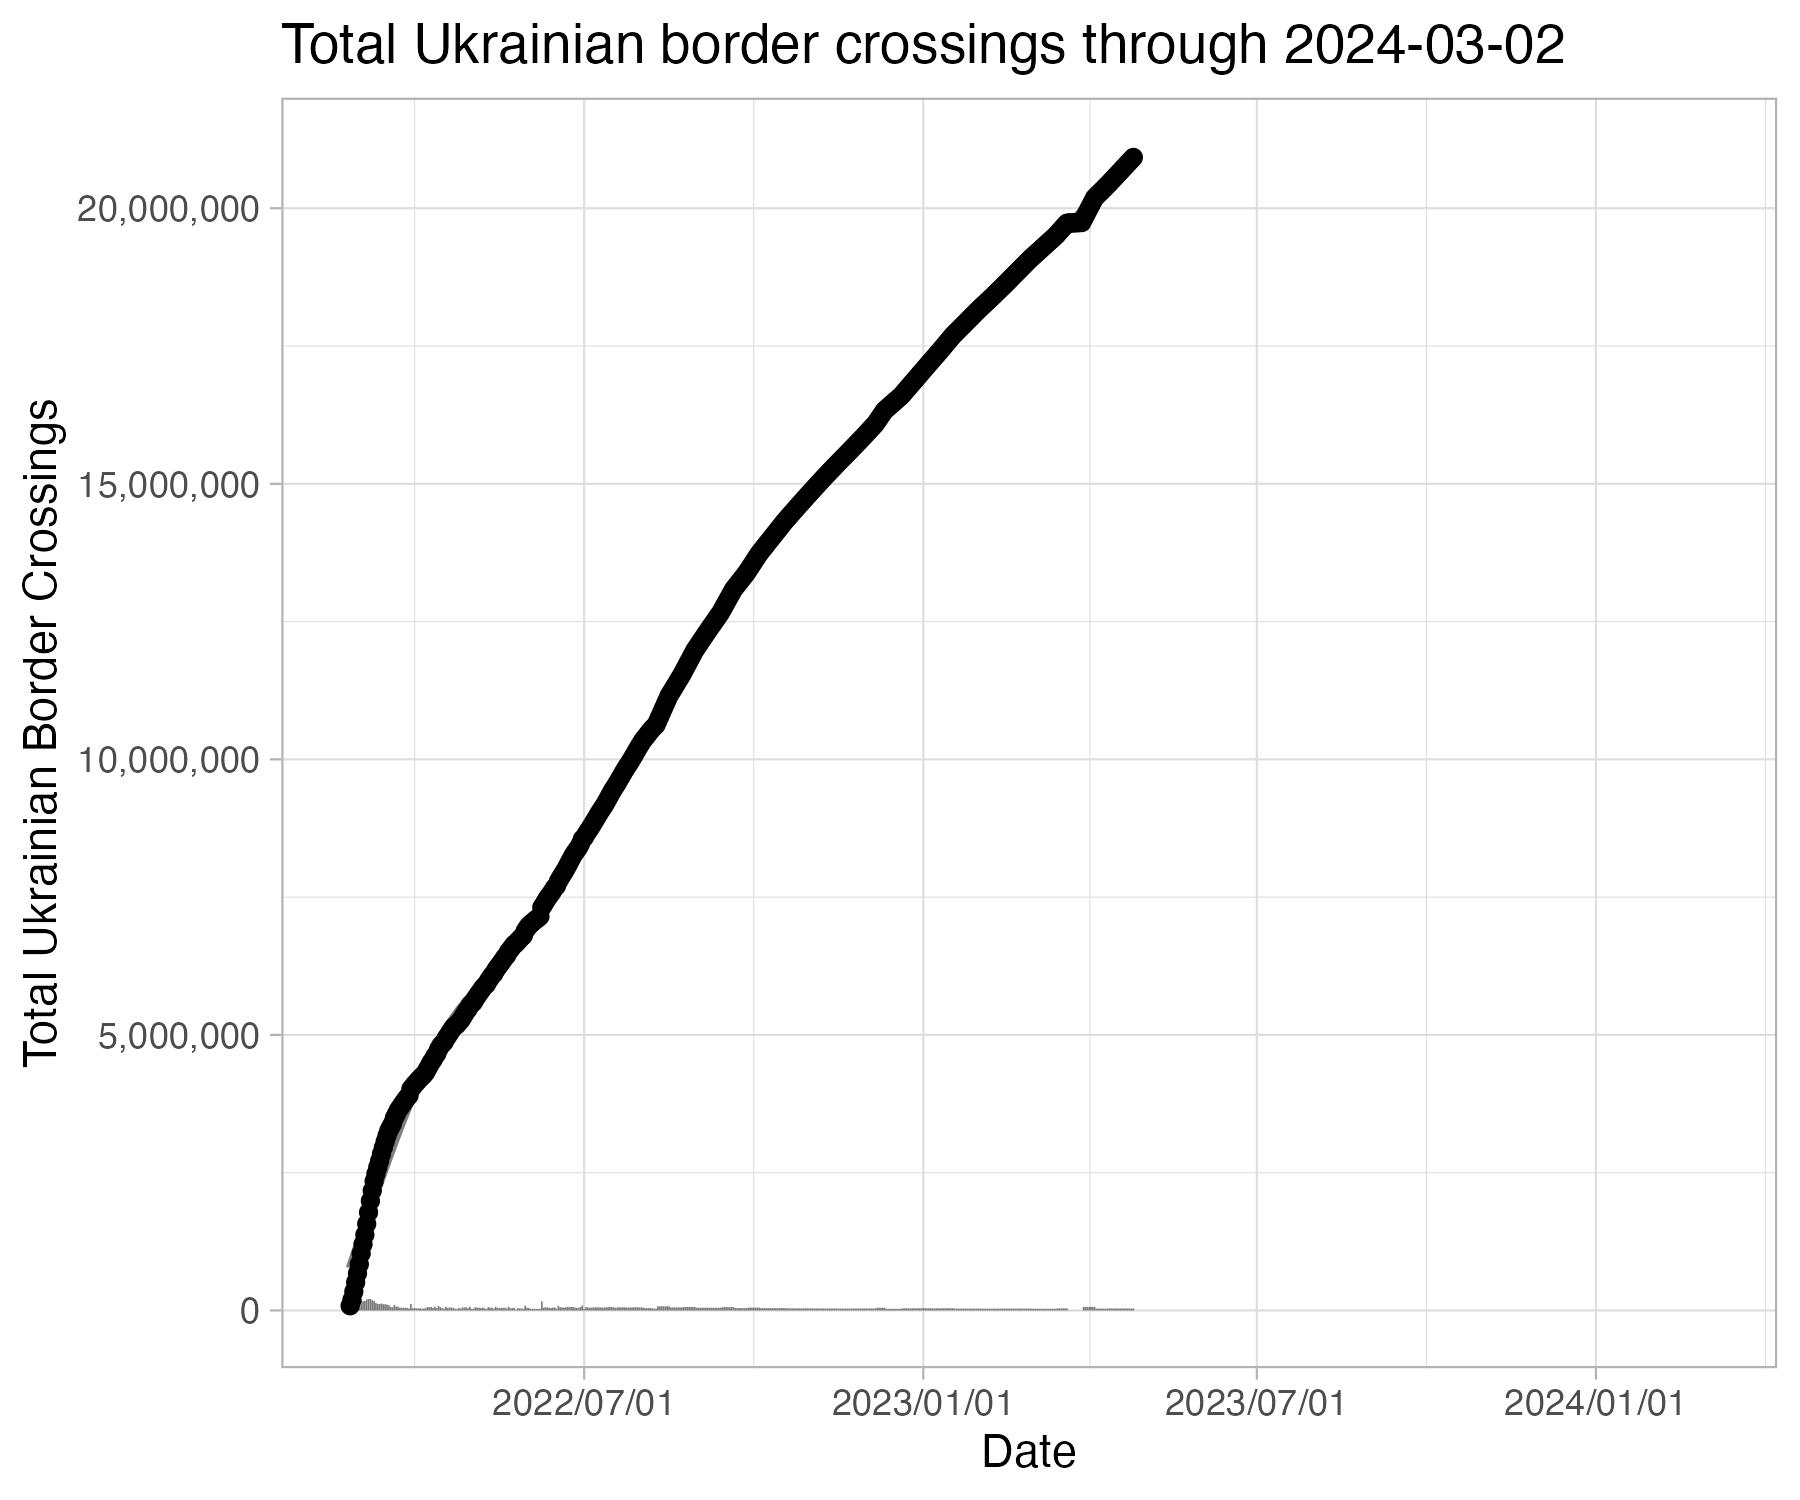 Total Ukrainian border crossings through 2024-03-02
Total Ukrainian Border Crossings
20,000,000
15,000,000
10,000,000
5,000,000
0
2022/07/01 2023/01/01 2023/07/01 2024/01/01
Date